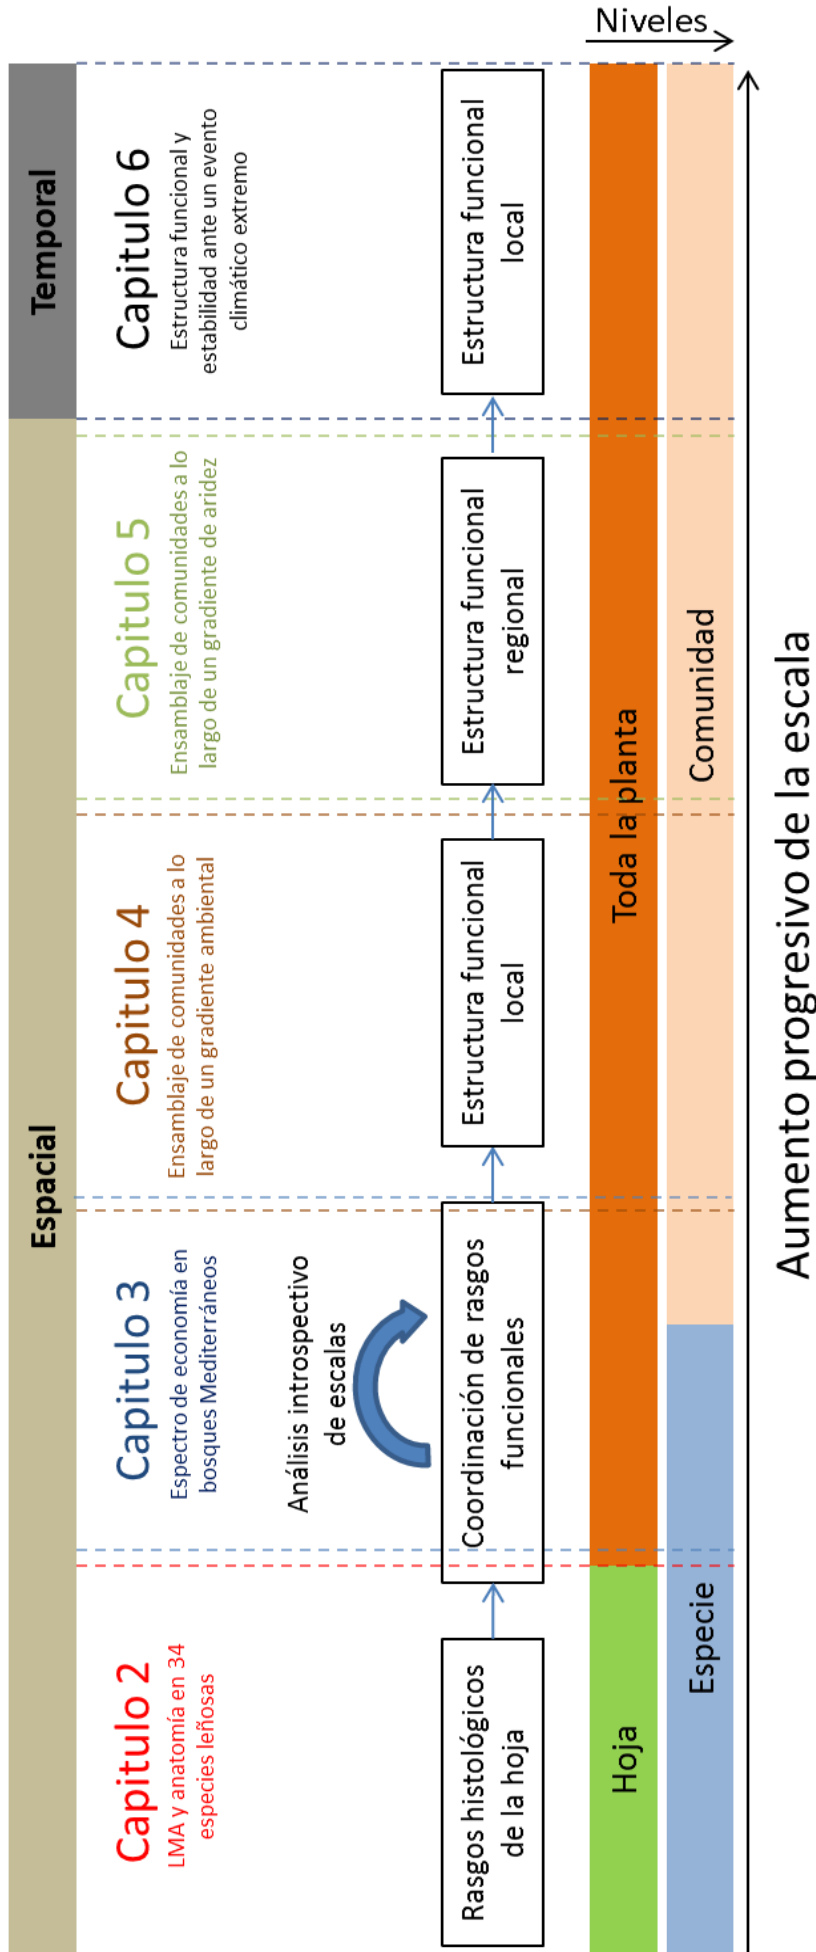 Espacial
Temporal
Capitulo 2
LMA y anatomía en 34
especies leñosas
Capitulo 3
Espectro de economía en
bosques Mediterráneos
Capitulo 4
Ensamblaje de comunidades a lo
largo de un gradiente ambiental
Capitulo 5
Ensamblaje de comunidades a lo
largo de un gradiente de aridez
Capitulo 6
Estructura funcional y
estabilidad ante un evento
climático extremo
Análisis introspectivo
de escalas
Rasgos histológicos
de la hoja
Coordinación de rasgos
funcionales
Estructura funcional
local
Estructura funcional
regional
Estructura funcional
local
Niveles
Hoja
Toda la planta
Especie
Comunidad
Aumento progresivo de la escala